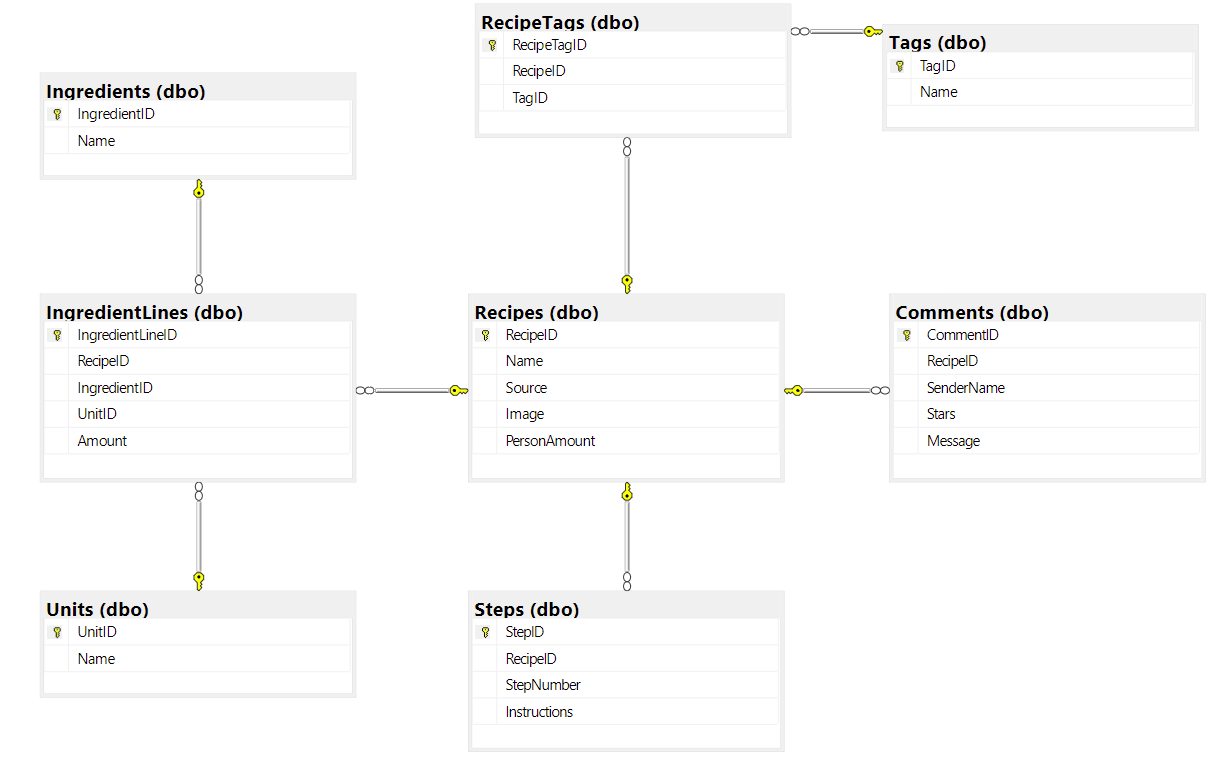 RecipeTags (dbo)
RecipeTagID
RecipeID
TagID
Tags (dbo)
TagID
Name
Ingredients (dbo)
IngredientID
Name
IngredientLines (dbo)
IngredientLineID
RecipeID
IngredientID
UnitID
Amount
Recipes (dbo)
RecipeID
Name
Source
Image
PersonAmount
Comments (dbo)
CommentID
RecipeID
SenderName
Stars
Message
Units (dbo)
UnitID
Name
Steps (dbo)
StepID
RecipeID
StepNumber
Instructions